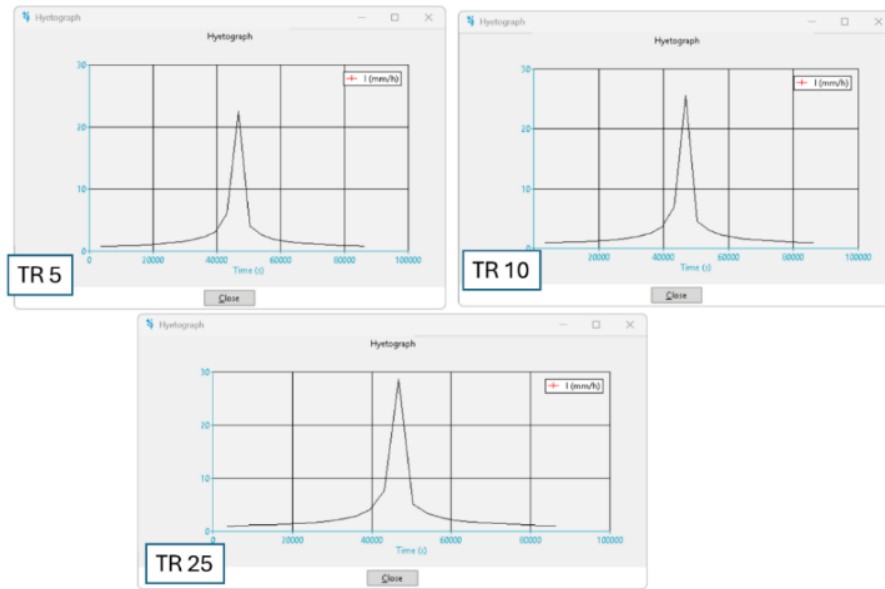 Hyetograph
Hyetograph
30
20
10
0
I (mm/h)
0 20000 40000 60000 80000 100000
Time (s)
TR 5
Close
Hyetograph
Hyetograph
30
20
10
I (mm/h)
20000 40000 60000 80000 100000
Time (s)
TR 10
Close
Hyetograph
Hyetograph
30
20
10
0
I (mm/h)
0 20000 40000 60000 80000 100000
Time (s)
TR 25
Close